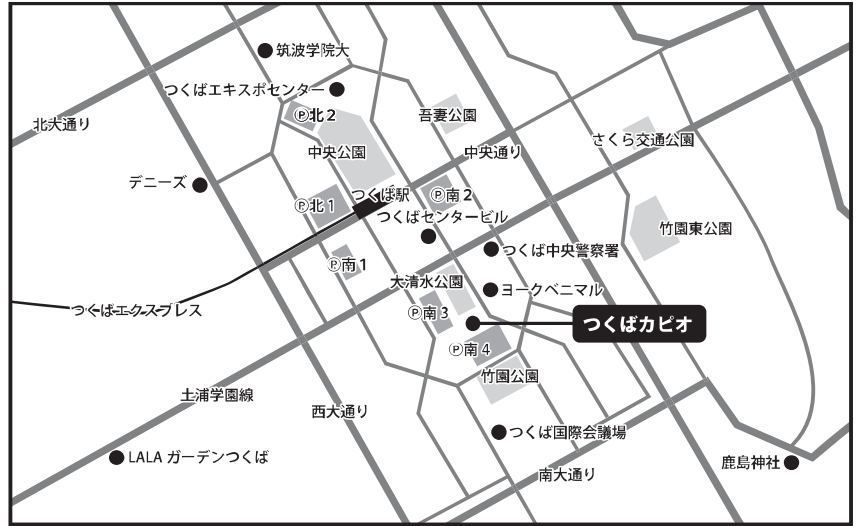 筑波学院大
つくばエキスポセンター
Ⓟ北2
吾妻公園
北大通り
中央公園
中央通り
さくら交通公園
デニーズ
つくば駅
Ⓟ南2
Ⓟ北1
つくばセンタービル
竹園東公園
つくば中央警察署
Ⓟ南1
大清水公園
ヨークベニマル
つくばエクスプレス
Ⓟ南3
つくばカピオ
Ⓟ南4
竹園公園
土浦学園線
西大通り
つくば国際会議場
LALA ガーデンつくば
鹿島神社
南大通り